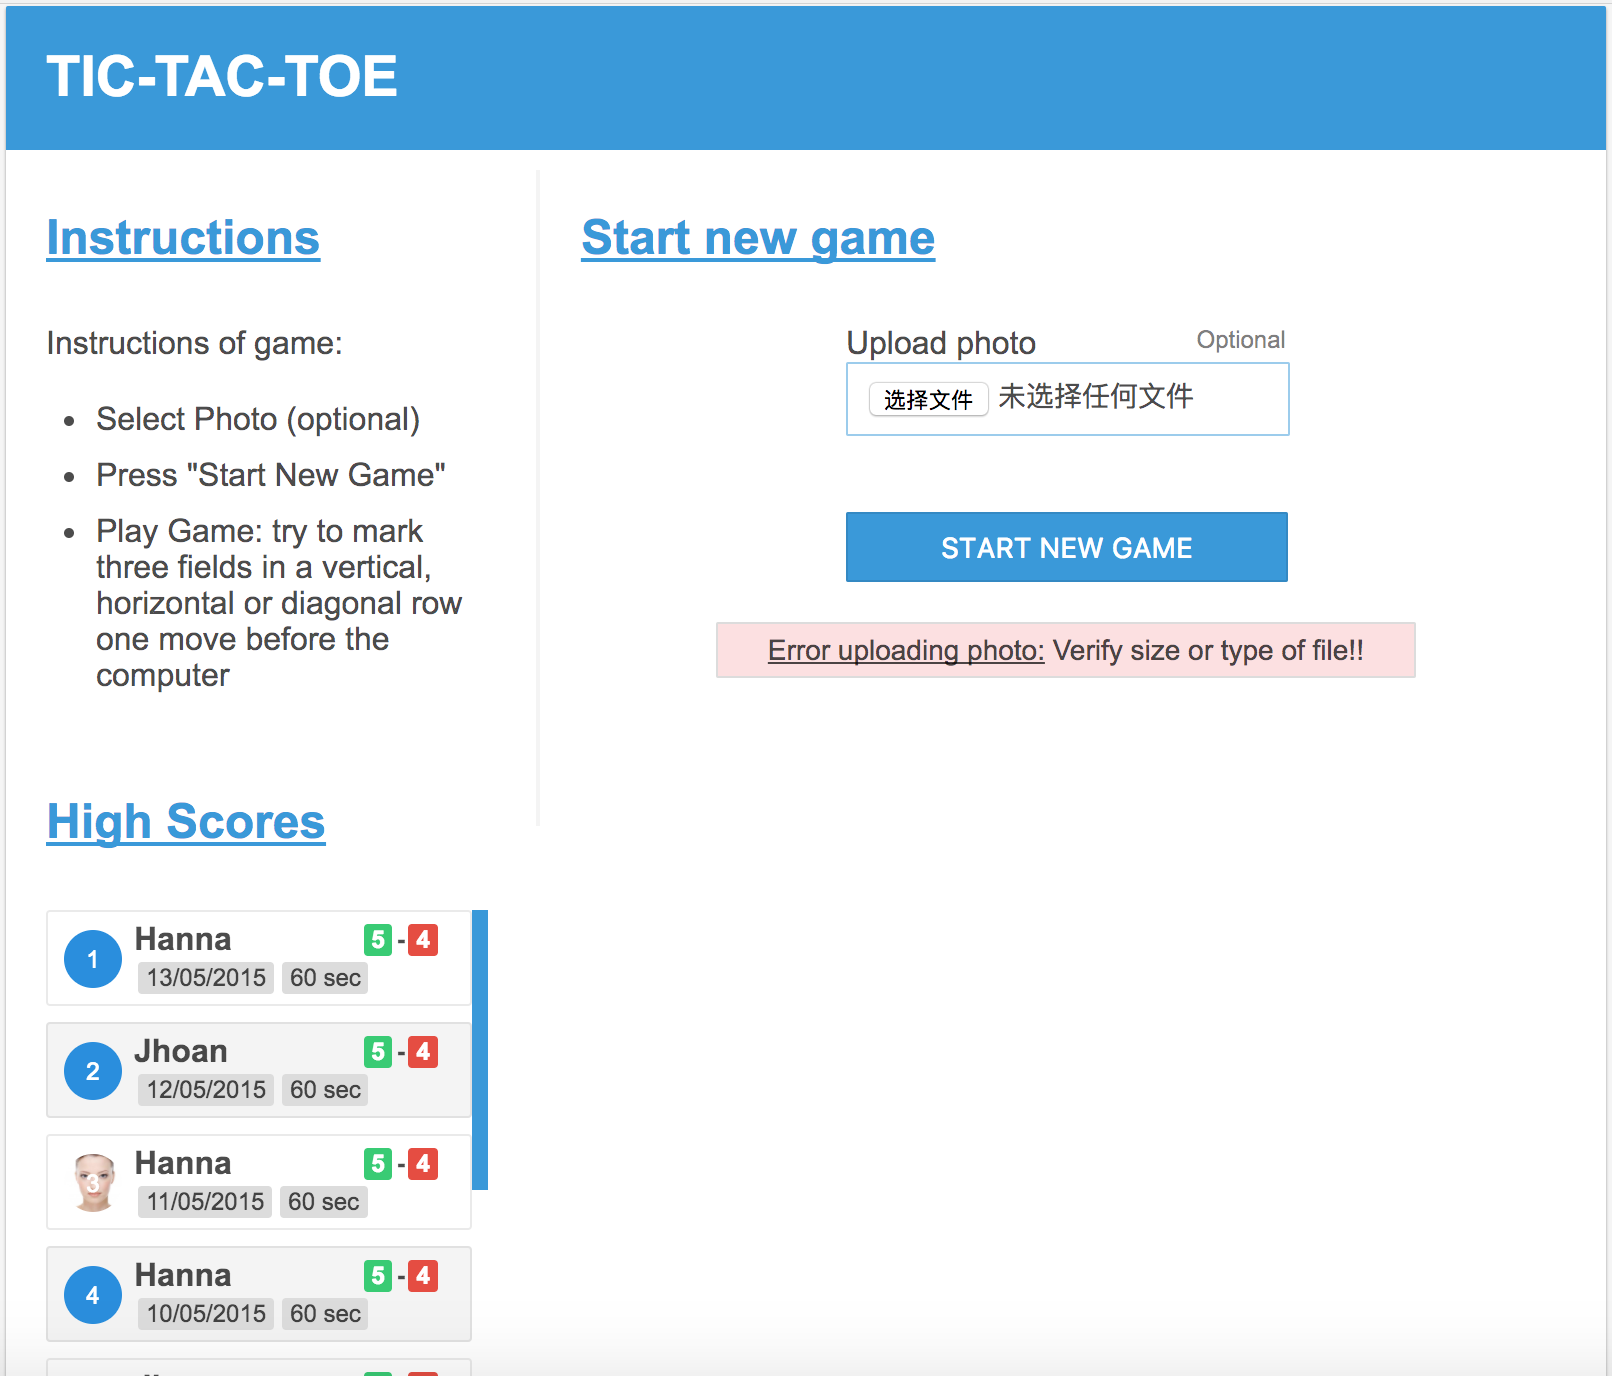 TIC-TAC-TOE
Instructions
Instructions of game:
Select Photo (optional)
Press "Start New Game"
Play Game: try to mark
three fields in a vertical,
horizontal or diagonal row
one move before the
computer
High Scores
1 Hanna 5 - 4
13/05/2015 60 sec
2 Jhoan 5 - 4
12/05/2015 60 sec
3 Hanna 5 - 4
11/05/2015 60 sec
4 Hanna 5 - 4
10/05/2015 60 sec
Start new game
Upload photo Optional
选择文件 未选择任何文件
START NEW GAME
Error uploading photo: Verify size or type of file!!